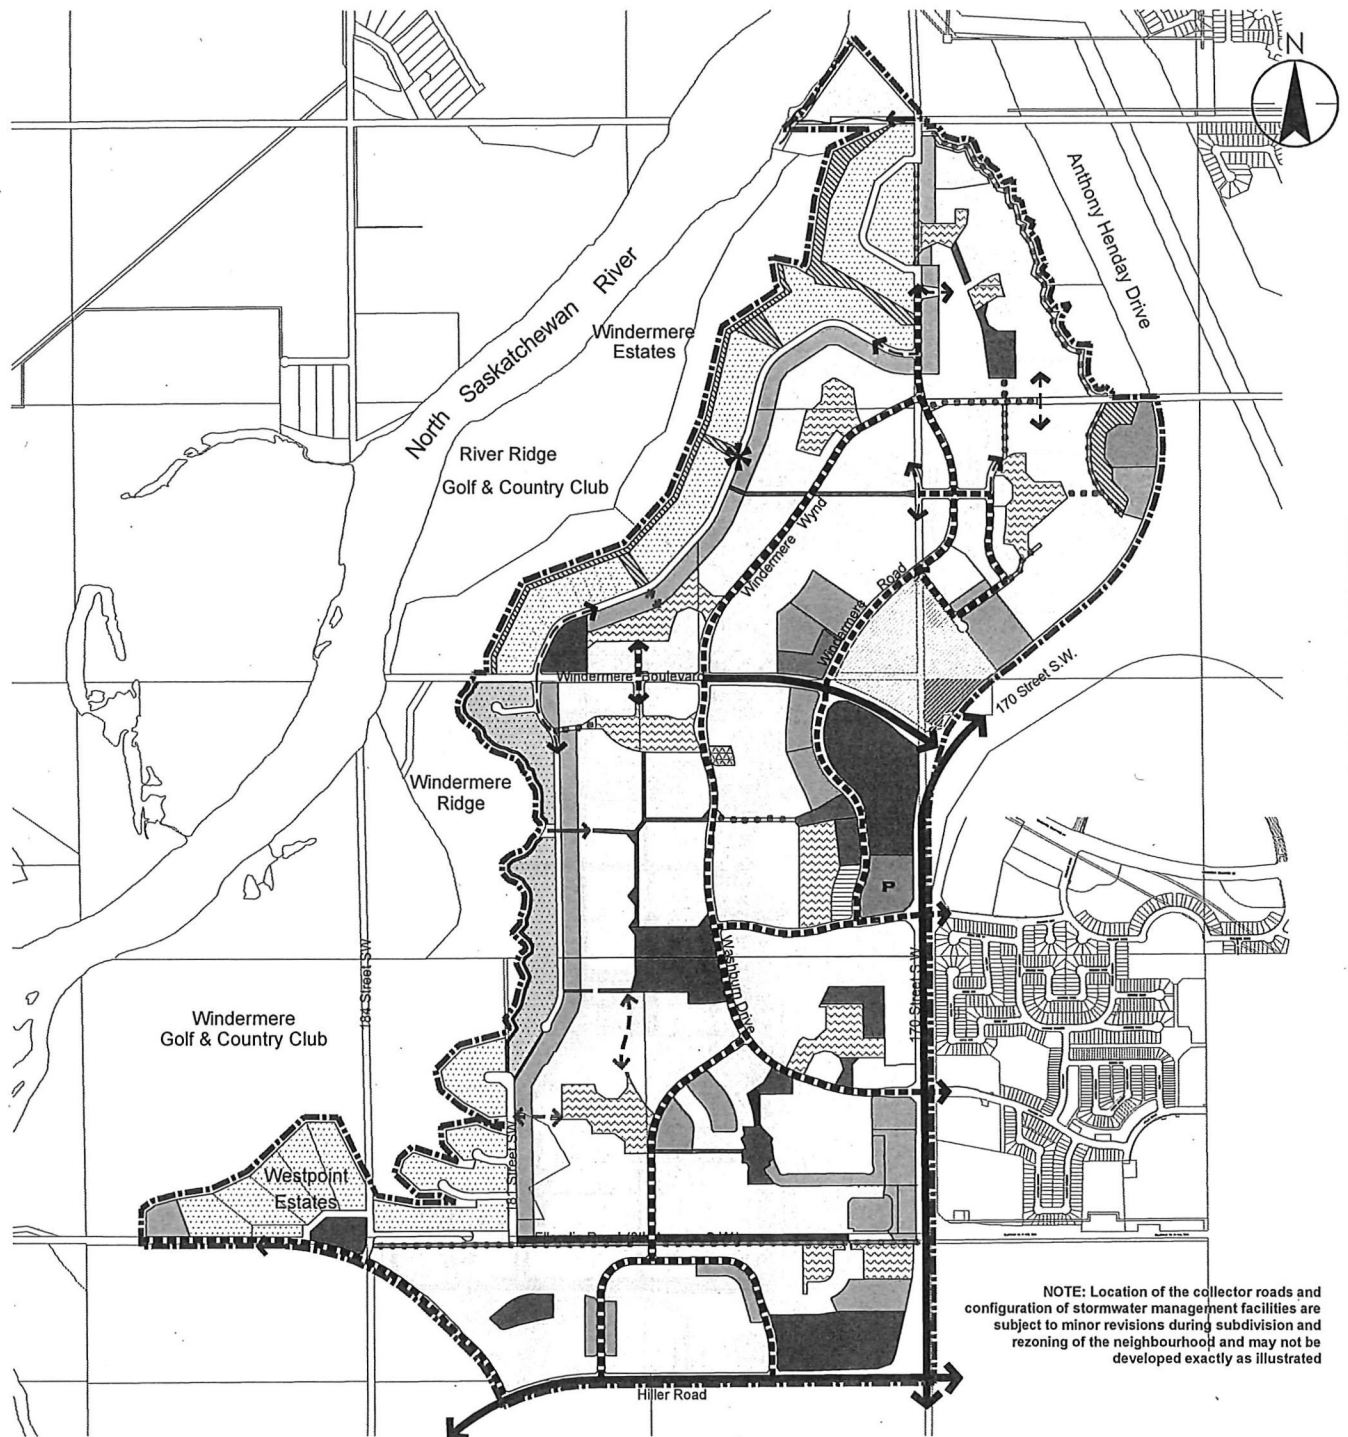 N
Anthony Henday Drive
North Saskatchewan River
Windermere
Estates
River Ridge
Golf & Country Club
Windermere Wynd
Windermere Road
Windermere Boulevard
170 Street S.W.
Windermere
Ridge
P
Washburn Drive
170 Street S.W.
184 Street SW
Windermere
Golf & Country Club
181 Street SW
Westpoint
Estates
NOTE: Location of the collector roads and
configuration of stormwater management facilities are
subject to minor revisions during subdivision and
rezoning of the neighbourhood and may not be
developed exactly as illustrated
Hiller Road